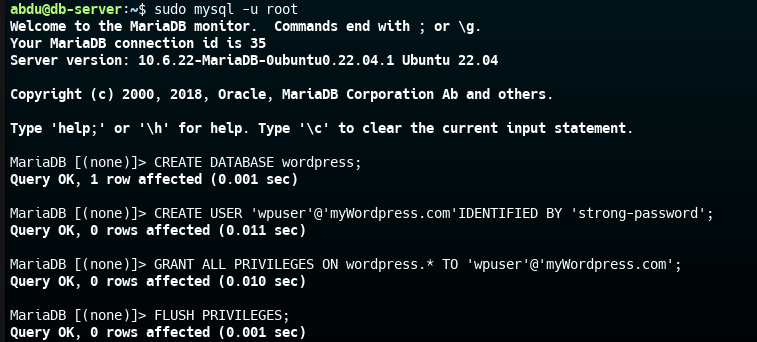 abdu@db-server:~$ sudo mysql -u root
Welcome to the MariaDB monitor.  Commands end with ; or \g.
Your MariaDB connection id is 35
Server version: 10.6.22-MariaDB-0ubuntu0.22.04.1 Ubuntu 22.04
Copyright (c) 2000, 2018, Oracle, MariaDB Corporation Ab and others.
Type 'help;' or '\h' for help. Type '\c' to clear the current input statement.
MariaDB [(none)]> CREATE DATABASE wordpress;
Query OK, 1 row affected (0.001 sec)
MariaDB [(none)]> CREATE USER 'wpuser'@'myWordpress.com'IDENTIFIED BY 'strong-password';
Query OK, 0 rows affected (0.011 sec)
MariaDB [(none)]> GRANT ALL PRIVILEGES ON wordpress.* TO 'wpuser'@'myWordpress.com';
Query OK, 0 rows affected (0.010 sec)
MariaDB [(none)]> FLUSH PRIVILEGES;
Query OK, 0 rows affected (0.001 sec)